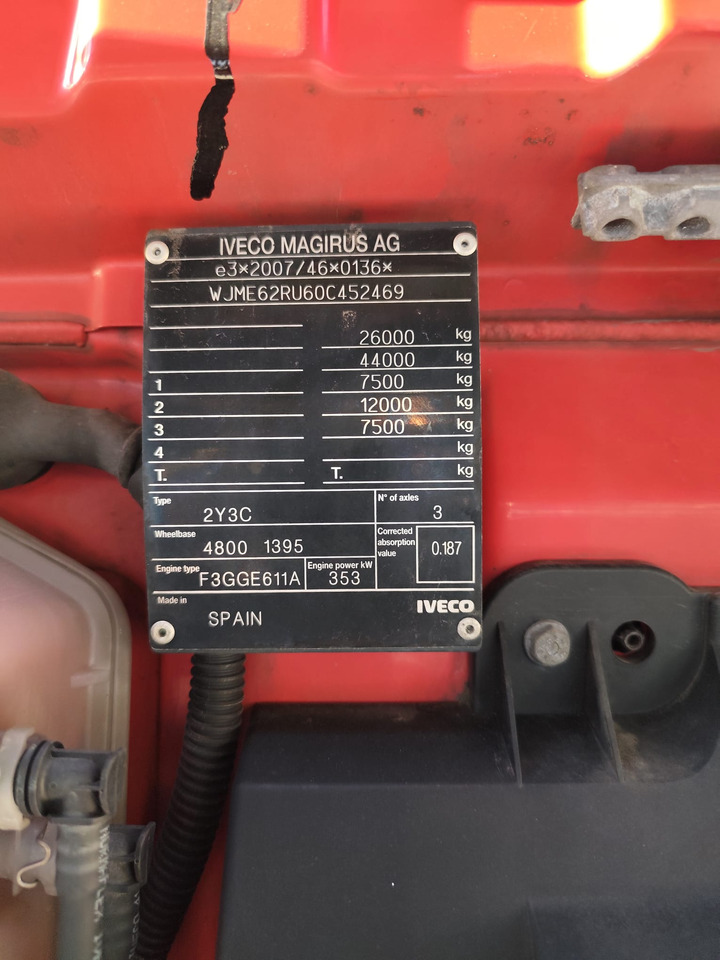 IVECO MAGIRUS AG
e3*2007/46*0136*
WJME62RU60C452469
26000 kg
44000 kg
1 7500 kg
2 12000 kg
3 7500 kg
4 kg
T. T. kg
Type 2Y3C N° of axles 3
Wheelbase 4800 1395 Corrected absorption value 0.187
Engine type F3GGE611A Engine power kW 353
Made in SPAIN IVECO